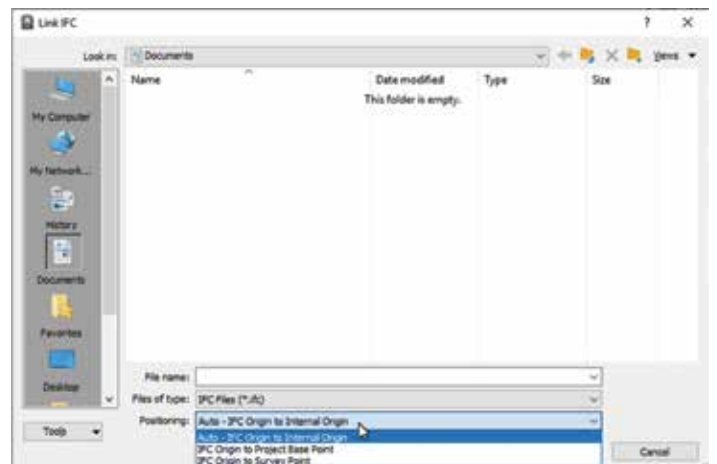 Link IFC
? ×
Look in: Documents Views
Name Date modified Type Size
This folder is empty.
My Computer
My Network...
History
Documents
Favorites
Desktop
File name:
Files of type: IFC Files (*.ifc)
Positioning: Auto - IFC Origin to Internal Origin
Auto - IFC Origin to Internal Origin
IFC Origin to Project Base Point
IFC Origin to Survey Point
Tools
Cancel